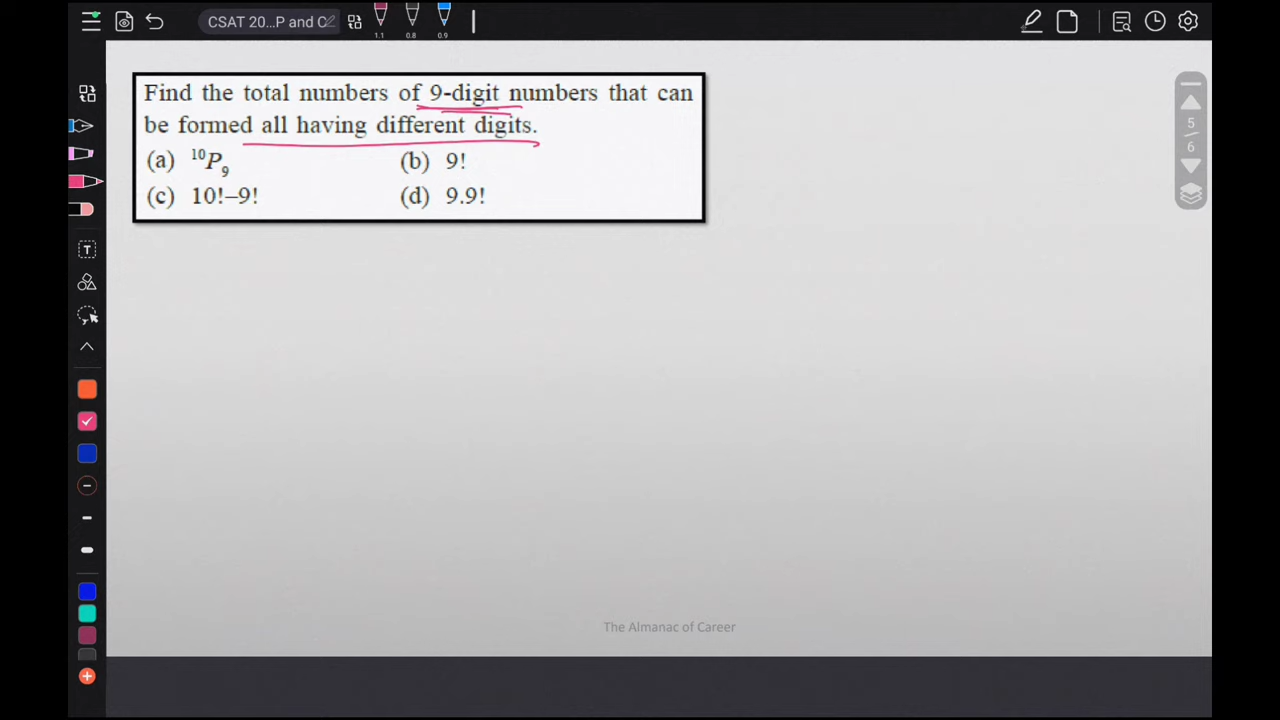 CSAT 20...P and C
1.1 0.8 0.9
Find the total numbers of 9-digit numbers that can
be formed all having different digits.
(a) ¹⁰P₉ (b) 9!
(c) 10!–9! (d) 9.9!
5
6
T
The Almanac of Career